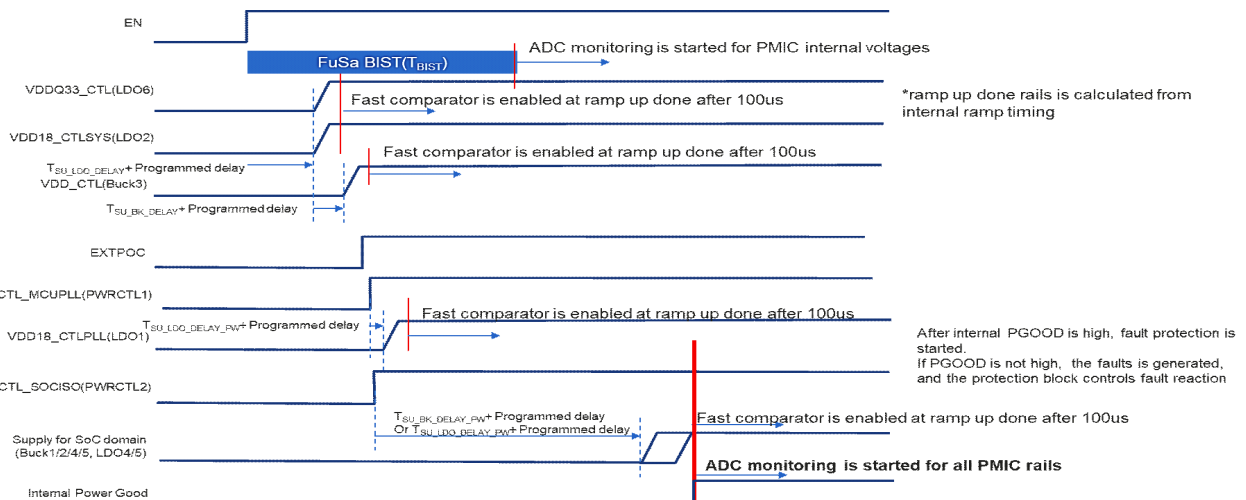 EN
ADC monitoring is started for PMIC internal voltages
FuSa BIST(TBIST)
VDDQ33_CTL(LDO6)
Fast comparator is enabled at ramp up done after 100us
*ramp up done rails is calculated from
internal ramp timing
VDD18_CTLSYS(LDO2)
Fast comparator is enabled at ramp up done after 100us
TSU_LDO_DELAY+ Programmed delay
VDD_CTL(Buck3)
TSU_BK_DELAY+ Programmed delay
EXTPOC
CTL_MCUPLL(PWRCTL1)
Fast comparator is enabled at ramp up done after 100us
TSU_LDO_DELAY_PW+ Programmed delay
VDD18_CTLPLL(LDO1)
After internal PGOOD is high, fault protection is
started.
If PGOOD is not high, the faults is generated,
and the protection block controls fault reaction
CTL_SOCISO(PWRCTL2)
TSU_BK_DELAY_PW+ Programmed delay
Or TSU_LDO_DELAY_PW+ Programmed delay
Fast comparator is enabled at ramp up done after 100us
Supply for SoC domain
(Buck1/2/4/5, LDO4/5)
ADC monitoring is started for all PMIC rails
Internal Power Good